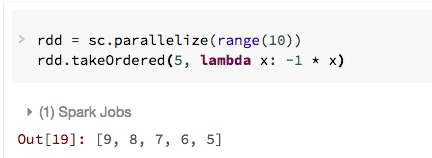 > rdd = sc.parallelize(range(10))
rdd.takeOrdered(5, lambda x: -1 * x)
▸ (1) Spark Jobs
Out[19]: [9, 8, 7, 6, 5]